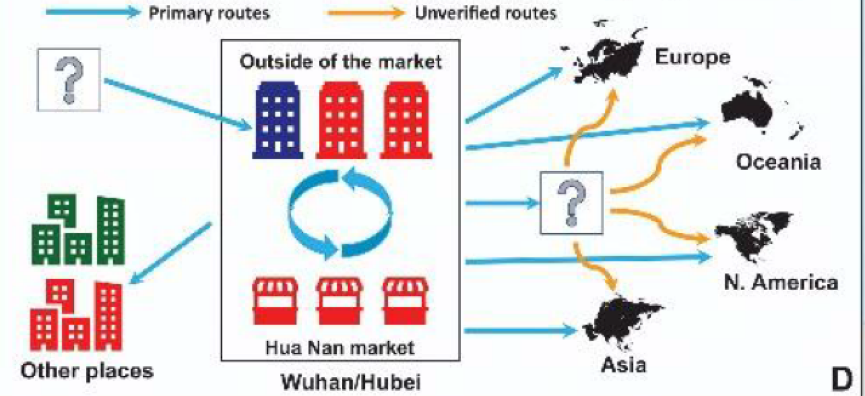 Primary routes
Unverified routes
?
Outside of the market
Europe
Oceania
?
N. America
Hua Nan market
Other places
Asia
Wuhan/Hubei
D